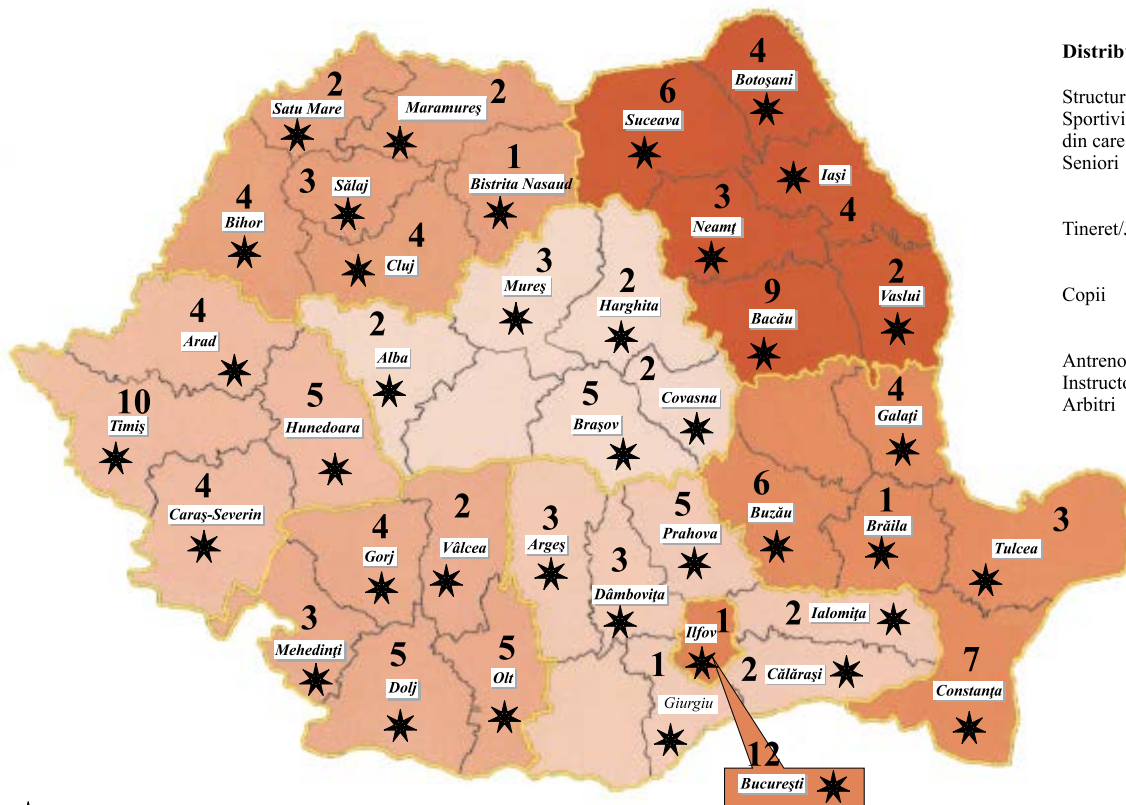 4
Botoşani
6
Suceava
2
Satu Mare
2
Maramureş
1
Bistrita Nasaud
3
Sălaj
4
Bihor
4
Cluj
Iaşi
4
3
Neamţ
2
Vaslui
9
Bacău
3
Mureş
2
Harghita
4
Arad
2
Alba
2
Covasna
5
Braşov
10
Timiş
5
Hunedoara
4
Galaţi
4
Caraş-Severin
6
Buzău
1
Brăila
3
Tulcea
4
Gorj
2
Vâlcea
3
Argeş
5
Prahova
3
Dâmboviţa
3
Mehedinţi
5
Dolj
5
Olt
1
Ilfov
2
Ialomiţa
1
Giurgiu
2
Călăraşi
7
Constanţa
12
Bucureşti
Distribu
Structur
Sportivi
din care
Seniori
Tineret/.
Copii
Antreno
Instructo
Arbitri